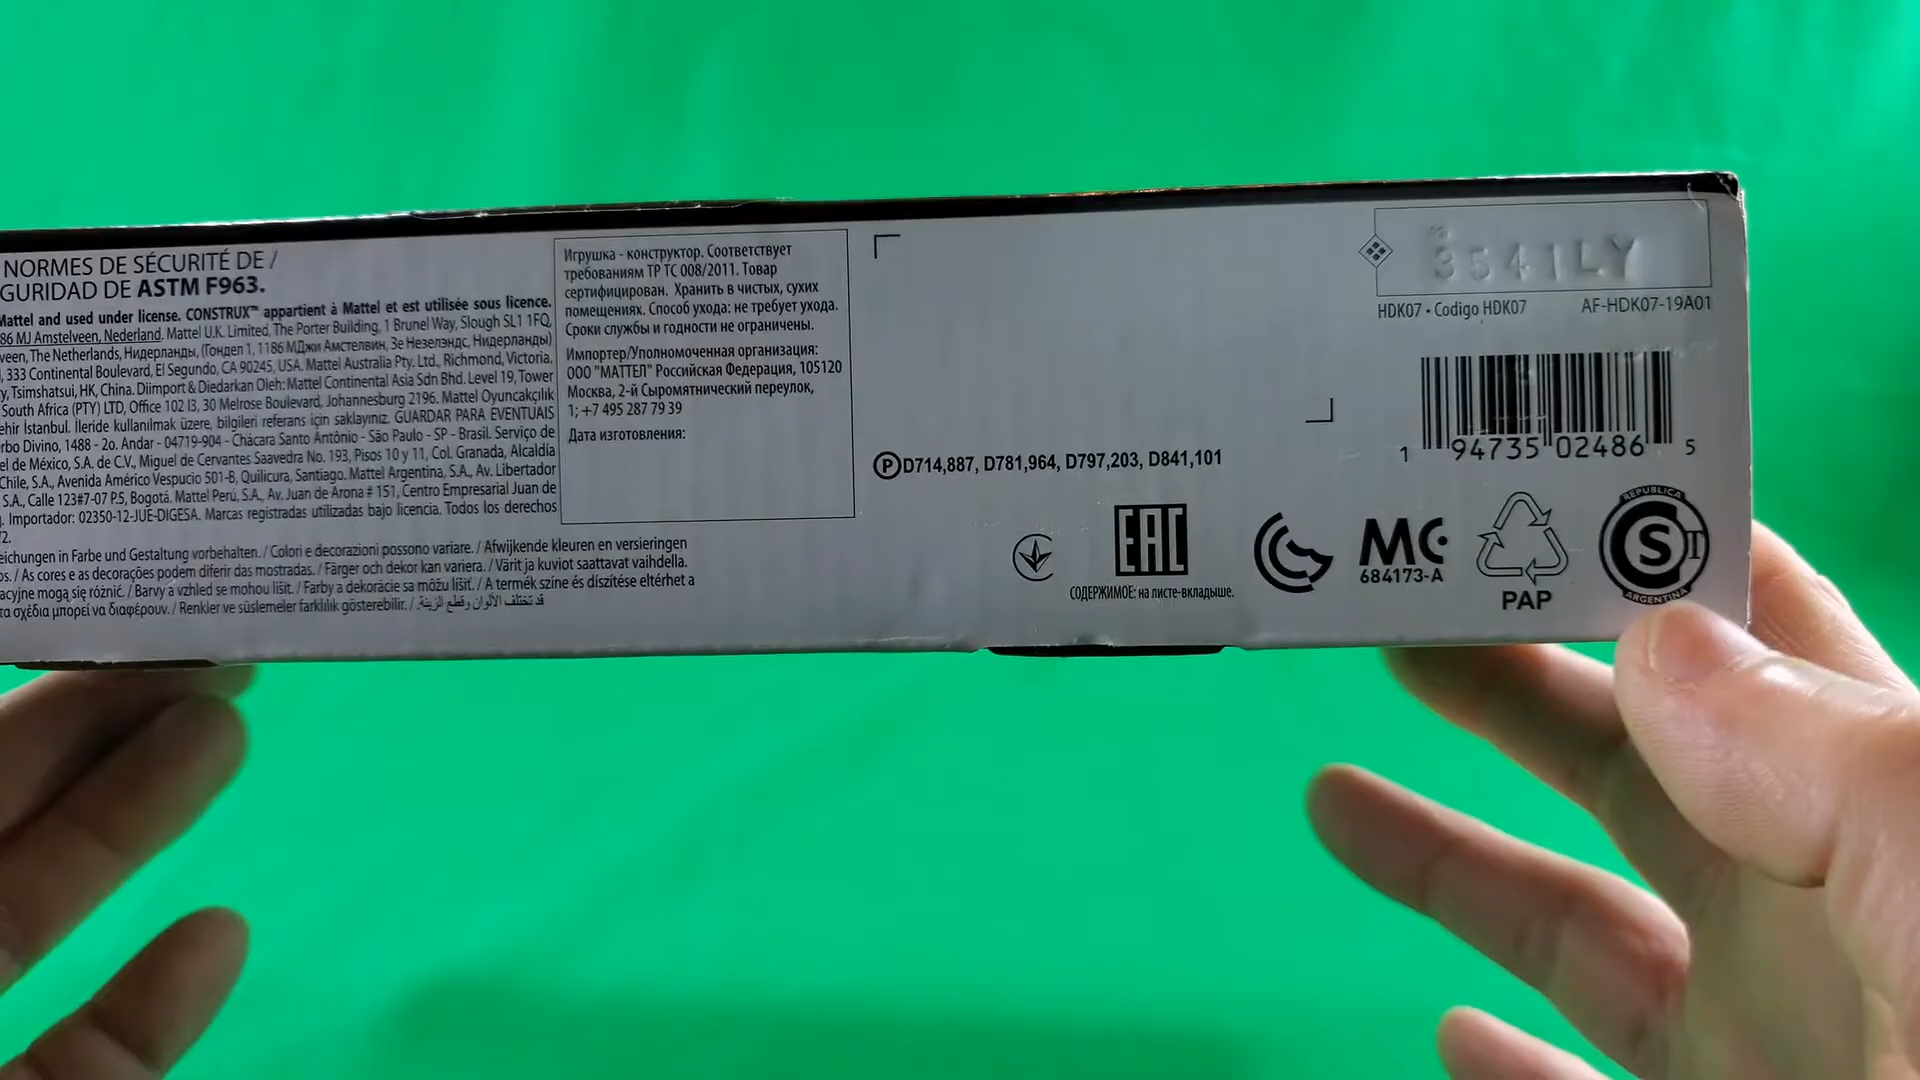 NORMES DE SÉCURITÉ DE /
GURIDAD DE ASTM F963.
Mattel and used under license. CONSTRUX™ appartient à Mattel et est utilisée sous licence.
86 MJ Amstelveen, Nederland. Mattel U.K. Limited, The Porter Building, 1 Brunel Way, Slough SL1 1FQ,
veen, The Netherlands, Нидерланды, (Гондел 1, 1186 МДжи Амстелвин, Зе Незелэндс, Нидерланды)
, 333 Continental Boulevard, El Segundo, CA 90245, USA. Mattel Australia Pty. Ltd., Richmond, Victoria.
y, Tsimshatsui, HK, China. Diimport & Diedarkan Oleh: Mattel Continental Asia Sdn Bhd. Level 19, Tower
South Africa (PTY) LTD, Office 102 I3, 30 Melrose Boulevard, Johannesburg 2196. Mattel Oyuncakçılık
ehir İstanbul. İleride kullanılmak üzere, bilgileri referans için saklayınız. GUARDAR PARA EVENTUAIS
rbo Divino, 1488 - 2o. Andar - 04719-904 - Chácara Santo Antônio - São Paulo - SP - Brasil. Serviço de
el de México, S.A. de C.V., Miguel de Cervantes Saavedra No. 193, Pisos 10 y 11, Col. Granada, Alcaldía
Chile, S.A., Avenida Américo Vespucio 501-B, Quilicura, Santiago. Mattel Argentina, S.A., Av. Libertador
S.A., Calle 123#7-07 P.5, Bogotá. Mattel Perú, S.A., Av. Juan de Arona # 151, Centro Empresarial Juan de
. Importador: 02350-12-JUE-DIGESA. Marcas registradas utilizadas bajo licencia. Todos los derechos
72.
eichungen in Farbe und Gestaltung vorbehalten. / Colori e decorazioni possono variare. / Afwijkende kleuren en versieringen
os. / As cores e as decorações podem diferir das mostradas. / Färger och dekor kan variera. / Värit ja kuviot saattavat vaihdella.
acyjne mogą się różnić. / Barvy a vzhled se mohou lišit. / Farby a dekorácie sa môžu líšiť. / A termék színe és díszítése eltérhet a
τα σχέδια μπορεί να διαφέρουν. / Renkler ve süslemeler farklılık gösterebilir. / قد تختلف الألوان وقطع الزينة.
Игрушка - конструктор. Соответствует
требованиям ТР ТС 008/2011. Товар
сертифицирован. Хранить в чистых, сухих
помещениях. Способ ухода: не требует ухода.
Сроки службы и годности не ограничены.
Импортер/Уполномоченная организация:
ООО "МАТТЕЛ" Российская Федерация, 105120
Москва, 2-й Сыромятнический переулок,
1; +7 495 287 79 39
Дата изготовления:
Ⓟ D714,887, D781,964, D797,203, D841,101
EAC
СОДЕРЖИМОЕ: на листе-вкладыше.
3541LY
HDK07 • Codigo HDK07 AF-HDK07-19A01
1 94735 02486 5
MC
684173-A
PAP
REPUBLICA
S
ARGENTINA